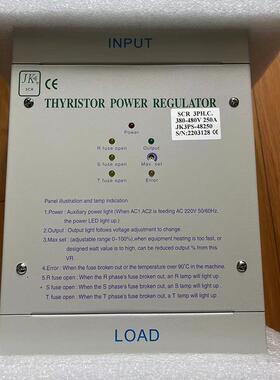 INPUT
JK
SCR
CE
THYRISTOR POWER REGULATOR
SCR 3PH.C.
380-480V 250A
JK3PS-48250
S/N:2203128
Power
R fuse open
Output
S fuse open
Max. set
T fuse open
Error
Panel illustration and lamp indication
1.Power : Auxiliary power light (When AC1 AC2 is feeding AC 220V 50/60Hz,
the power LED light up.)
2.Output : Output light follows voltage adjustment to change.
3.Max.set : (adjustable range 0~100%),when equipment heating is too fast, or
designed watt value is too high, can be reduced output % from this
VR
4.Error : When the fuse broken out or the temperature over 90°C in the machine.
5. R fuse open : When the R phase's fuse broken out, an R lamp will light up
S fuse open : When the S phase's fuse broken out, an S lamp will light up
T fuse open : When the T phase's fuse broken out, a T lamp will light up
LOAD